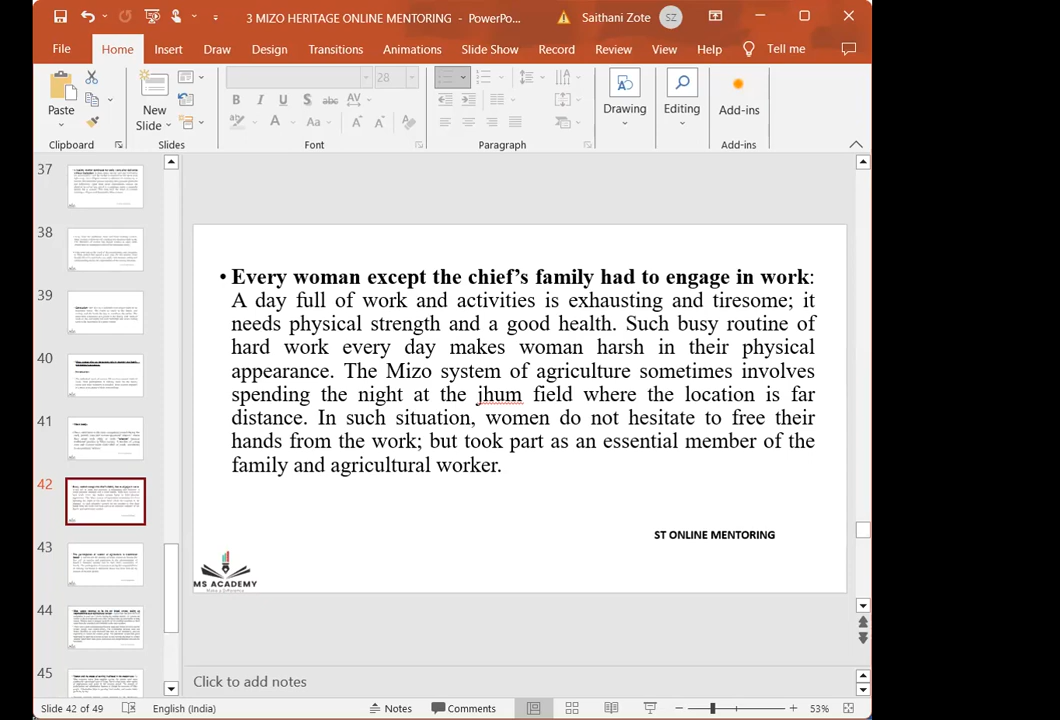 3 MIZO HERITAGE ONLINE MENTORING - PowerPo...
Saithani Zote
SZ
File
Home
Insert
Draw
Design
Transitions
Animations
Slide Show
Record
Review
View
Help
Tell me
Paste
New
Slide
28
B I U S abc AV
A Aa A A
Drawing
Editing
Add-ins
Clipboard
Slides
Font
Paragraph
Add-ins
37
38
39
40
41
42
43
44
45
• Every woman except the chief’s family had to engage in work:
A day full of work and activities is exhausting and tiresome; it
needs physical strength and a good health. Such busy routine of
hard work every day makes woman harsh in their physical
appearance. The Mizo system of agriculture sometimes involves
spending the night at the jhum field where the location is far
distance. In such situation, women do not hesitate to free their
hands from the work; but took part as an essential member of the
family and agricultural worker.
ST ONLINE MENTORING
MS ACADEMY
Click to add notes
Slide 42 of 49
English (India)
Notes
Comments
53%